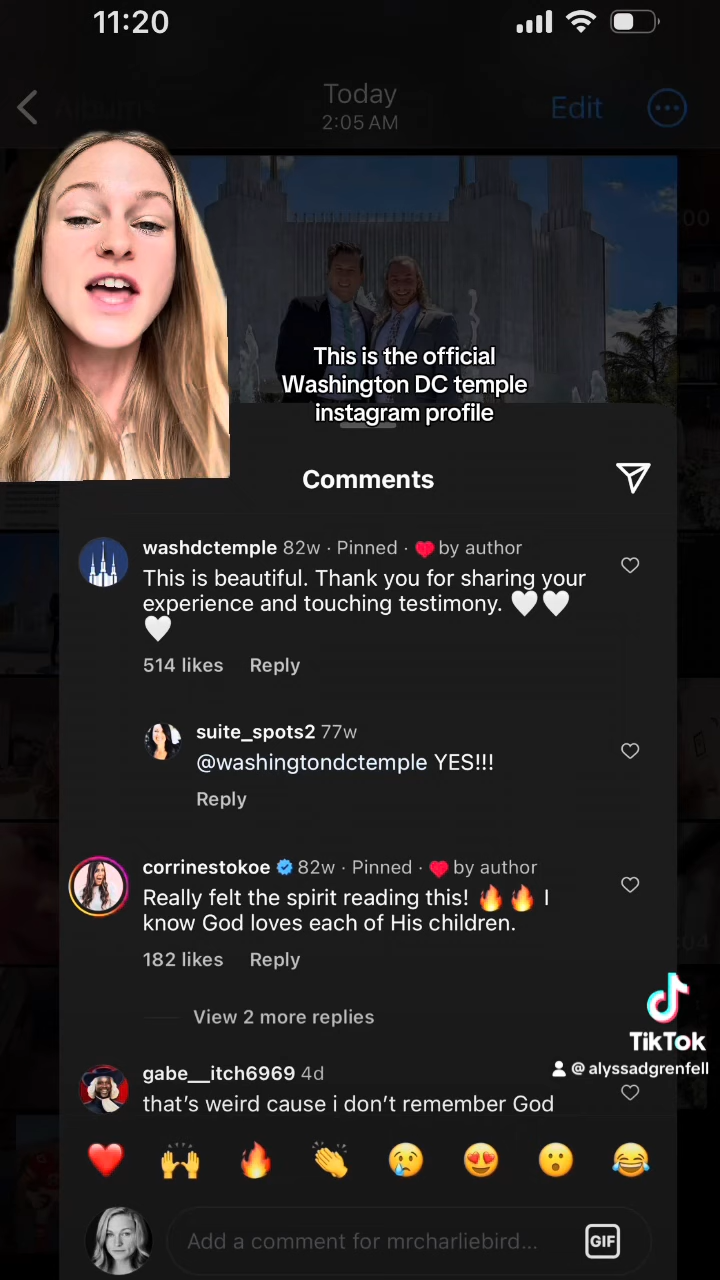 11:20
Albums
Today
2:05 AM
Edit
This is the official
Washington DC temple
instagram profile
Comments
washdctemple 82w · Pinned · ❤️ by author
This is beautiful. Thank you for sharing your
experience and touching testimony. 🤍🤍
🤍
514 likes Reply
suite_spots2 77w
@washingtondctemple YES!!!
Reply
corrinestokoe 82w · Pinned · ❤️ by author
Really felt the spirit reading this! 🔥🔥 I
know God loves each of His children.
182 likes Reply
View 2 more replies
TikTok
@alyssadgrenfell
gabe__itch6969 4d
that's weird cause i don't remember God
Add a comment for mrcharliebird...
GIF